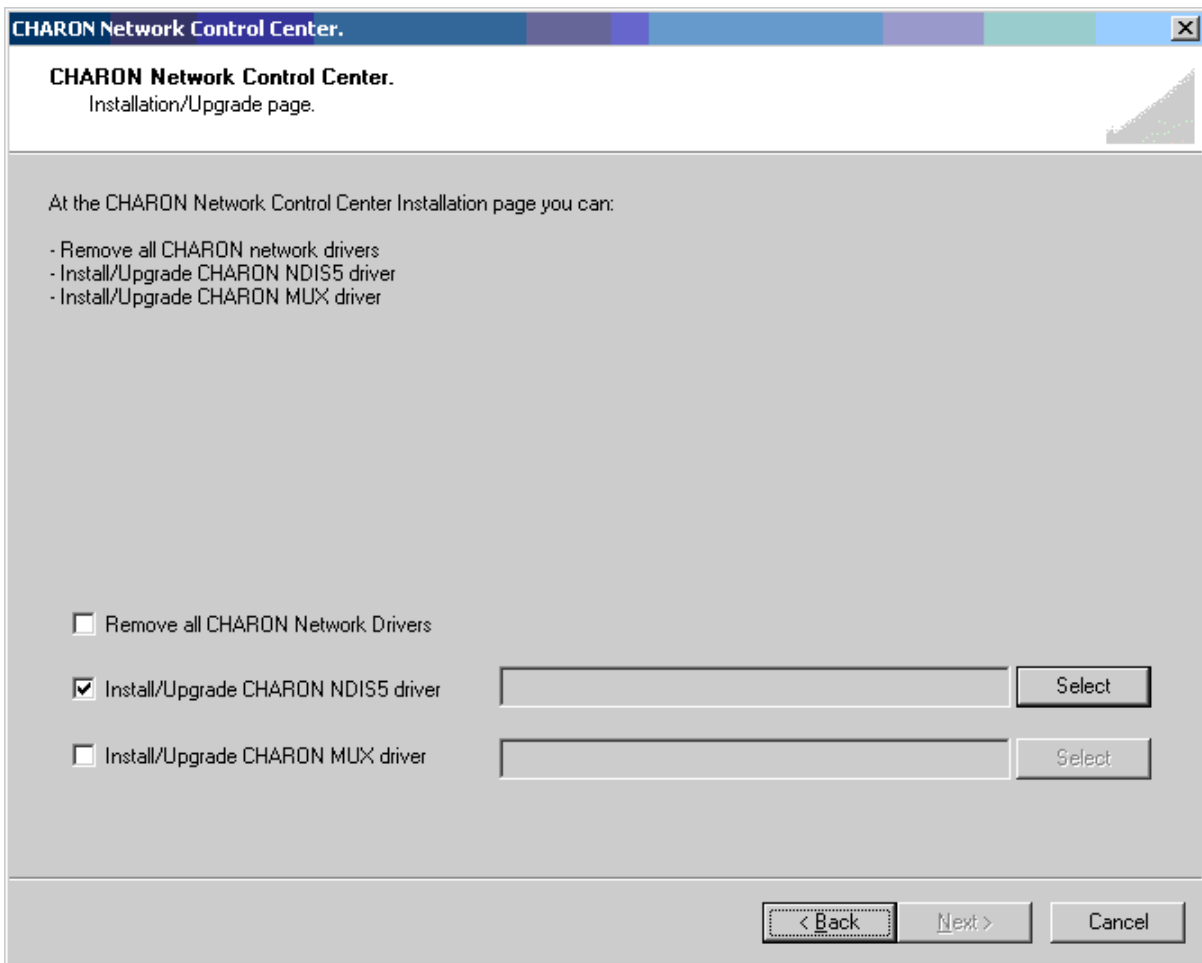 CHARON Network Control Center.
CHARON Network Control Center.
Installation/Upgrade page.
At the CHARON Network Control Center Installation page you can:
- Remove all CHARON network drivers
- Install/Upgrade CHARON NDIS5 driver
- Install/Upgrade CHARON MUX driver
Remove all CHARON Network Drivers
Install/Upgrade CHARON NDIS5 driver
Select
Install/Upgrade CHARON MUX driver
Select
< Back
Next >
Cancel